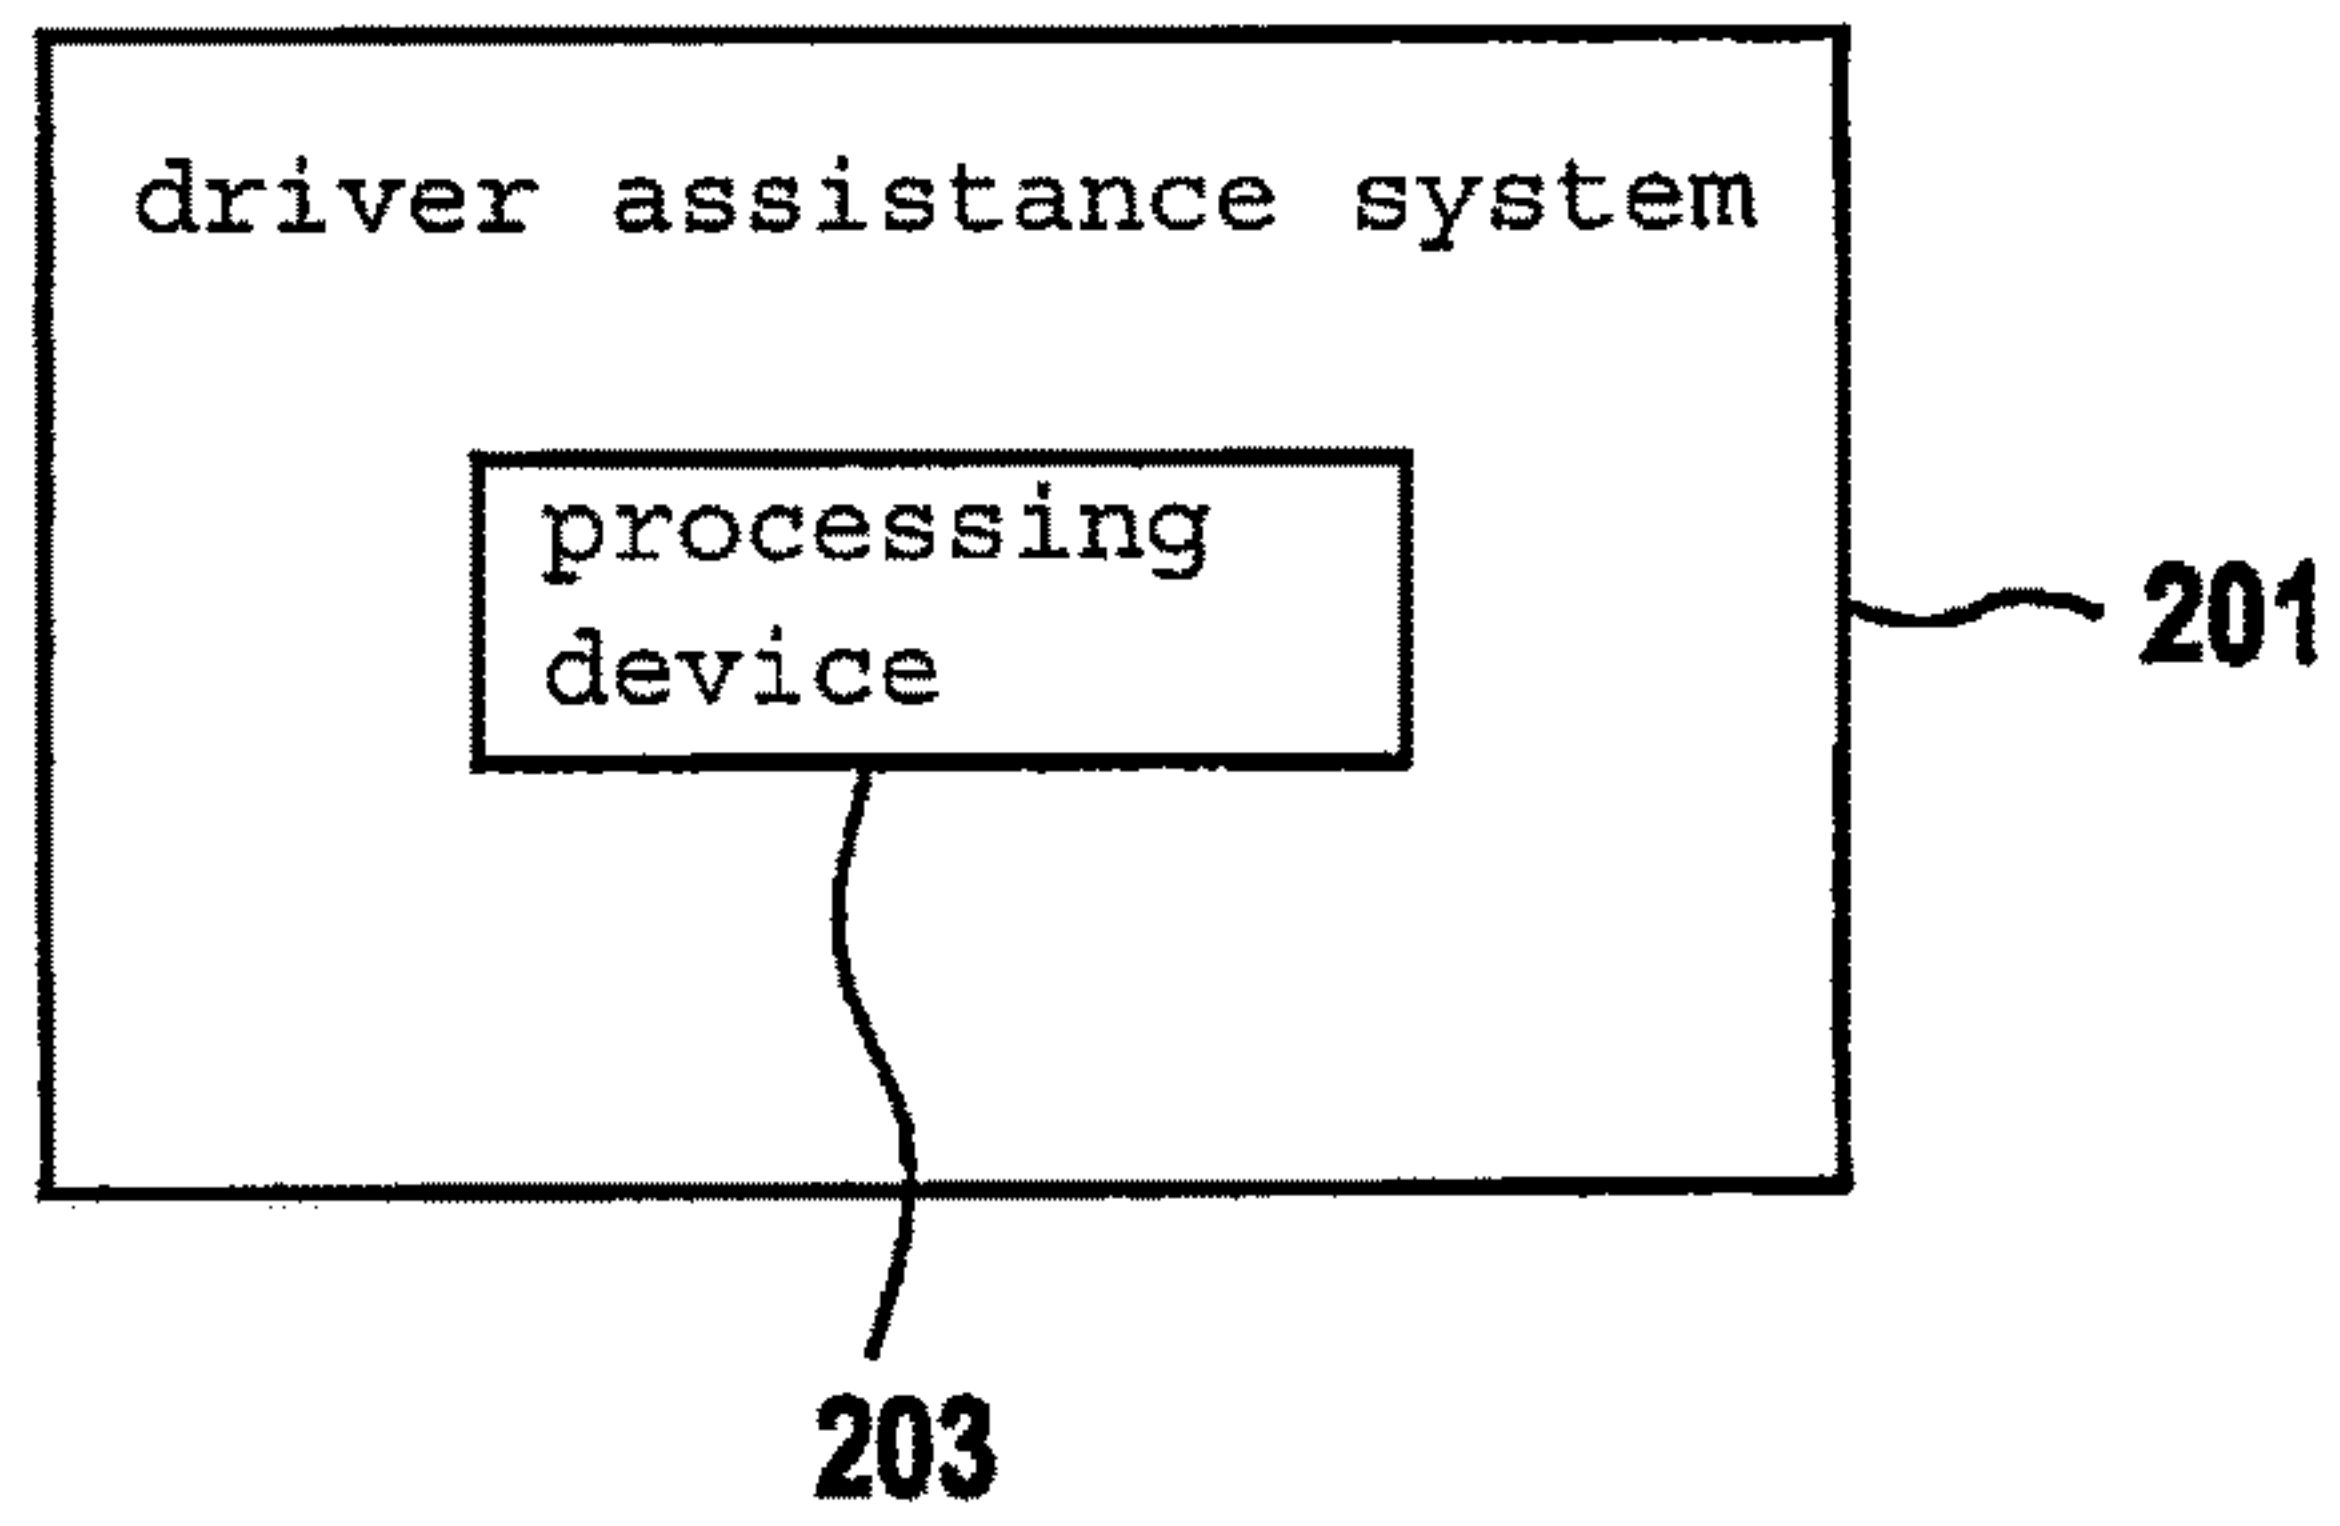 driver assistance system
processing
device
201
203